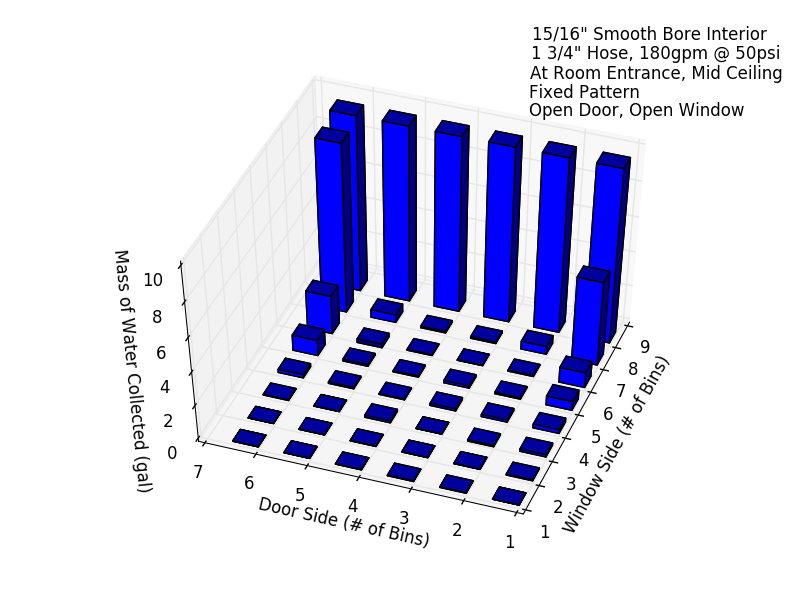 15/16" Smooth Bore Interior
1 3/4" Hose, 180gpm @ 50psi
At Room Entrance, Mid Ceiling
Fixed Pattern
Open Door, Open Window
Mass of Water Collected (gal)
10
8
6
4
2
0
7
6
5
4
3
2
1
Door Side (# of Bins)
9
8
7
6
5
4
3
2
1
Window Side (# of Bins)